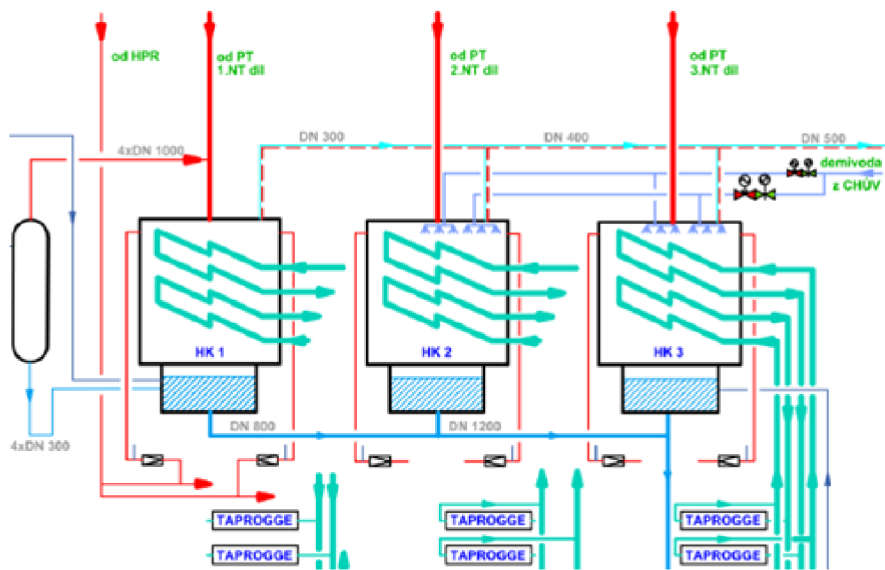 od HPR
od PT
1.NT díl
od PT
2.NT díl
od PT
3.NT díl
4xDN 1000
DN 300
DN 400
DN 500
demivoda
z CHÚV
HK 1
HK 2
HK 3
4xDN 300
DN 800
DN 1200
TAPROGGE
TAPROGGE
TAPROGGE
TAPROGGE
TAPROGGE
TAPROGGE